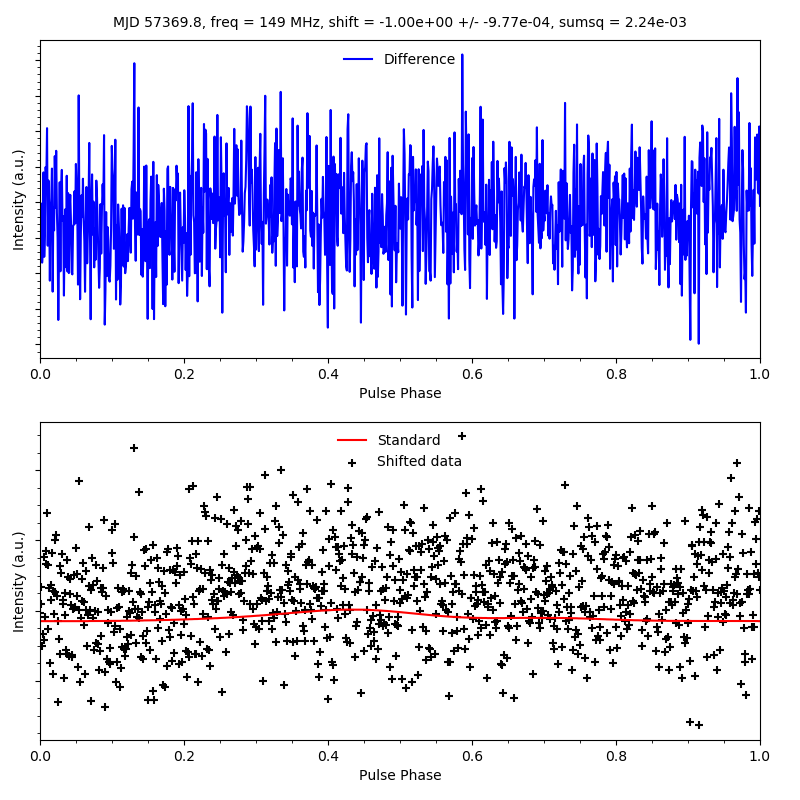 MJD 57369.8, freq = 149 MHz, shift = -1.00e+00 +/- -9.77e-04, sumsq = 2.24e-03
Difference
Intensity (a.u.)
0.0 0.2 0.4 0.6 0.8 1.0
Pulse Phase
Standard
Shifted data
Intensity (a.u.)
0.0 0.2 0.4 0.6 0.8 1.0
Pulse Phase